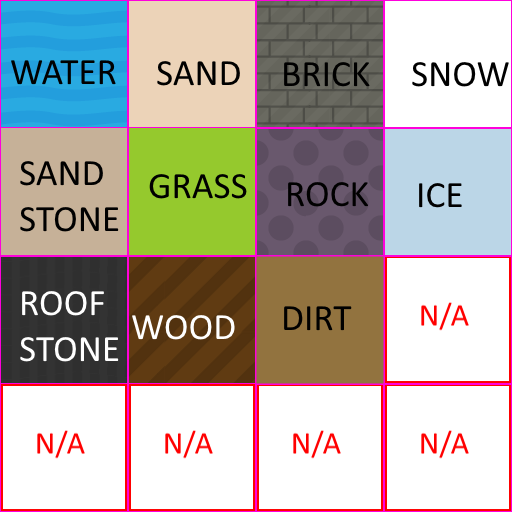 WATER
SAND
BRICK
SNOW
SAND
STONE
GRASS
ROCK
ICE
ROOF
STONE
WOOD
DIRT
N/A
N/A
N/A
N/A
N/A